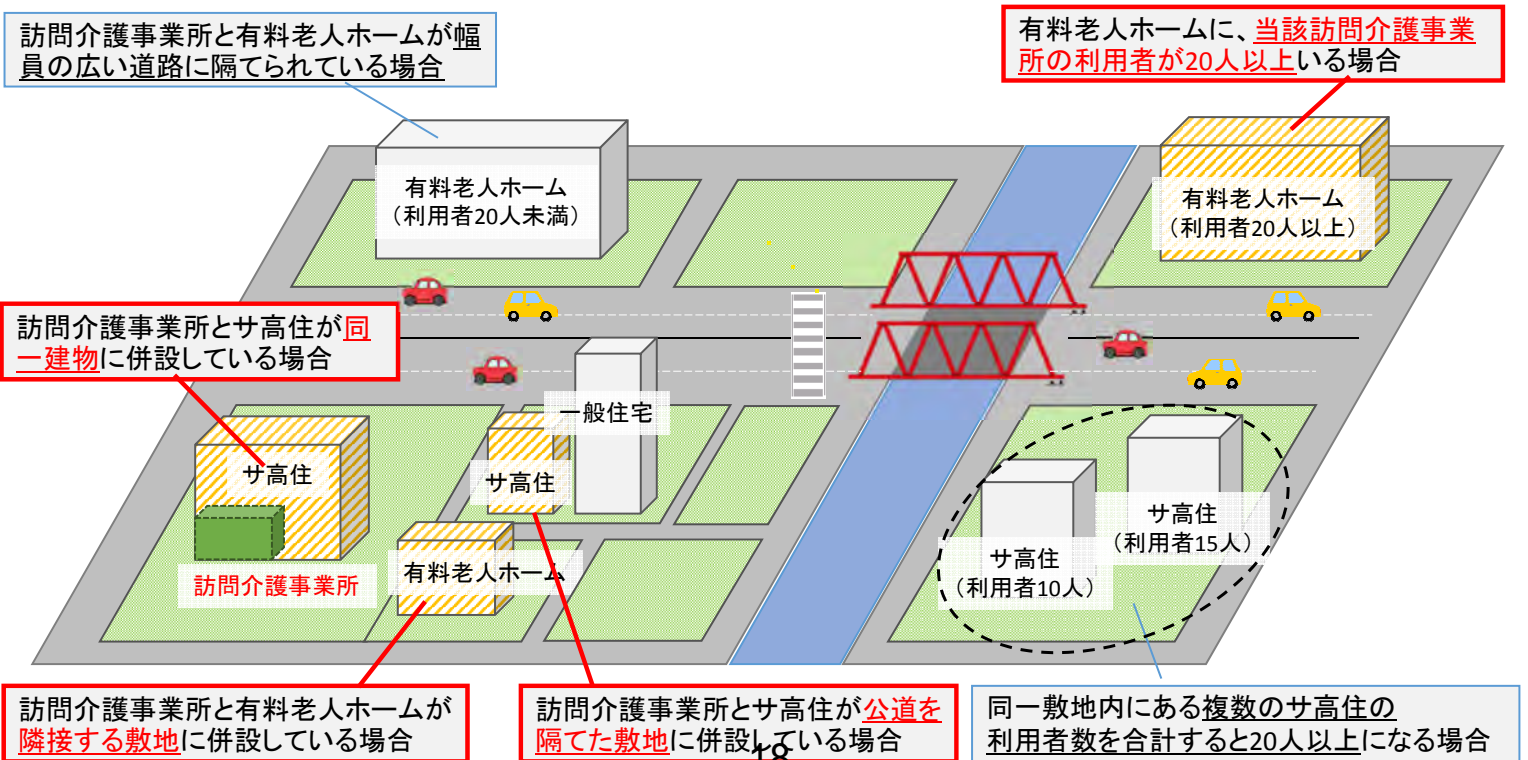 訪問介護事業所と有料老人ホームが幅
員の広い道路に隔てられている場合
有料老人ホームに、当該訪問介護事業
所の利用者が20人以上いる場合
有料老人ホーム
（利用者20人未満）
有料老人ホーム
（利用者20人以上）
訪問介護事業所とサ高住が同
一建物に併設している場合
一般住宅
サ高住
サ高住
サ高住
（利用者15人）
サ高住
（利用者10人）
有料老人ホーム
訪問介護事業所
訪問介護事業所と有料老人ホームが
隣接する敷地に併設している場合
訪問介護事業所とサ高住が公道を
隔てた敷地に併設している場合
同一敷地内にある複数のサ高住の
利用者数を合計すると20人以上になる場合
18